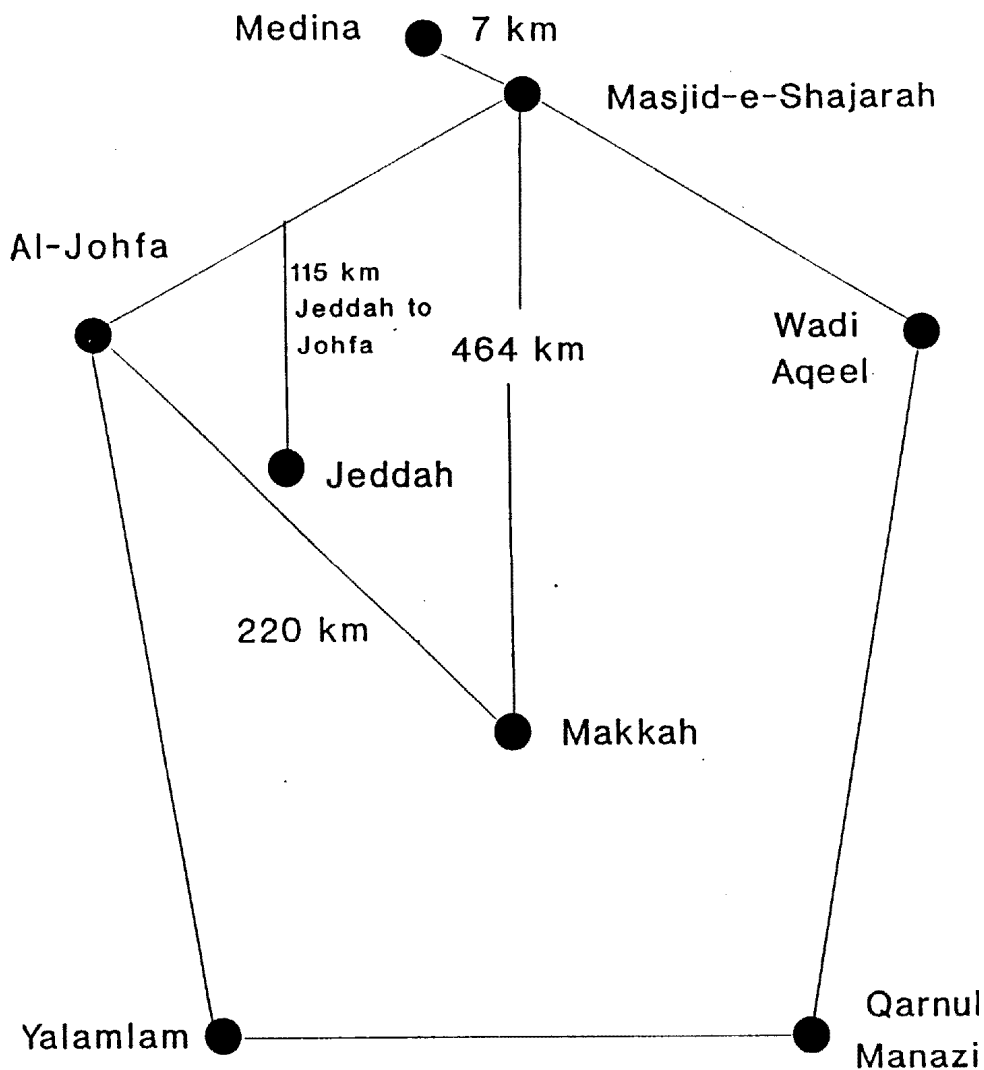 Medina
7 km
Masjid-e-Shajarah
Al-Johfa
115 km
Jeddah to
Johfa
464 km
Wadi
Aqeel
Jeddah
220 km
Makkah
Yalamlam
Qarnul
Manazi